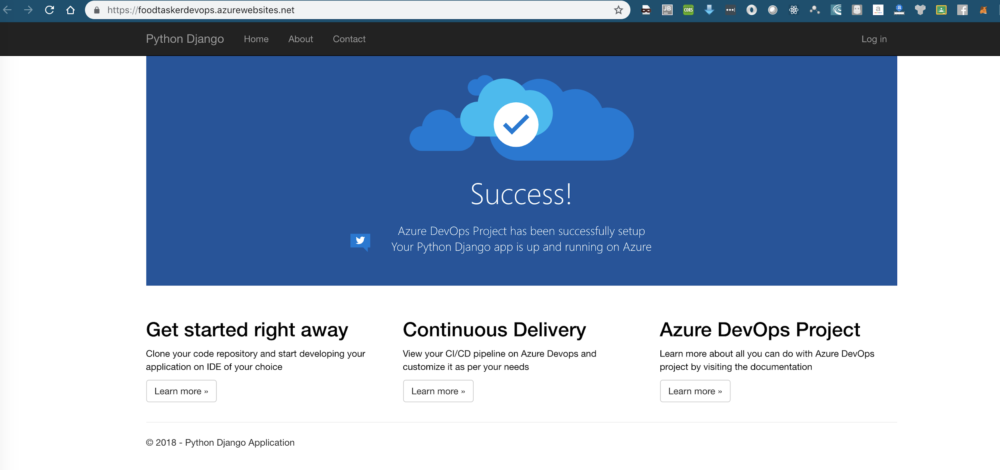 https://foodtaskerdevops.azurewebsites.net
JB
CORS
a
a
f
Python Django Home About Contact Log in
Success!
Azure DevOps Project has been successfully setup
Your Python Django app is up and running on Azure
Get started right away
Clone your code repository and start developing your
application on IDE of your choice
Learn more »
Continuous Delivery
View your CI/CD pipeline on Azure Devops and
customize it as per your needs
Learn more »
Azure DevOps Project
Learn more about all you can do with Azure DevOps
project by visiting the documentation
Learn more »
© 2018 - Python Django Application